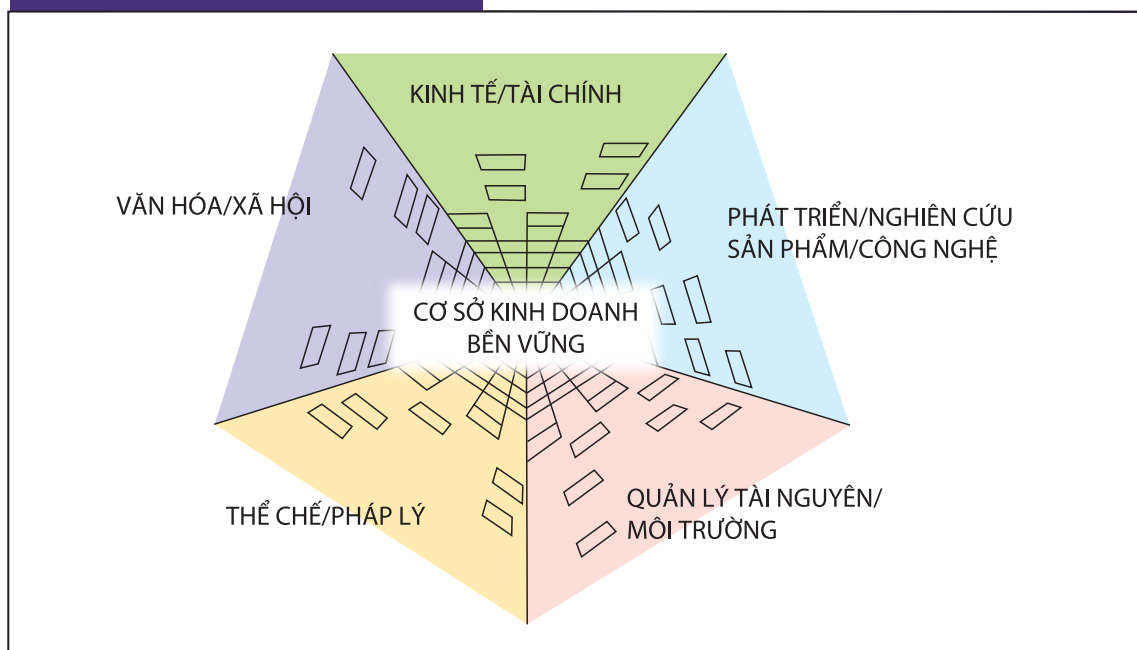 KINH TẾ/TÀI CHÍNH
VĂN HÓA/XÃ HỘI
PHÁT TRIỂN/NGHIÊN CỨU
SẢN PHẨM/CÔNG NGHỆ
CƠ SỞ KINH DOANH
BỀN VỮNG
THỂ CHẾ/PHÁP LÝ
QUẢN LÝ TÀI NGUYÊN/
MÔI TRƯỜNG